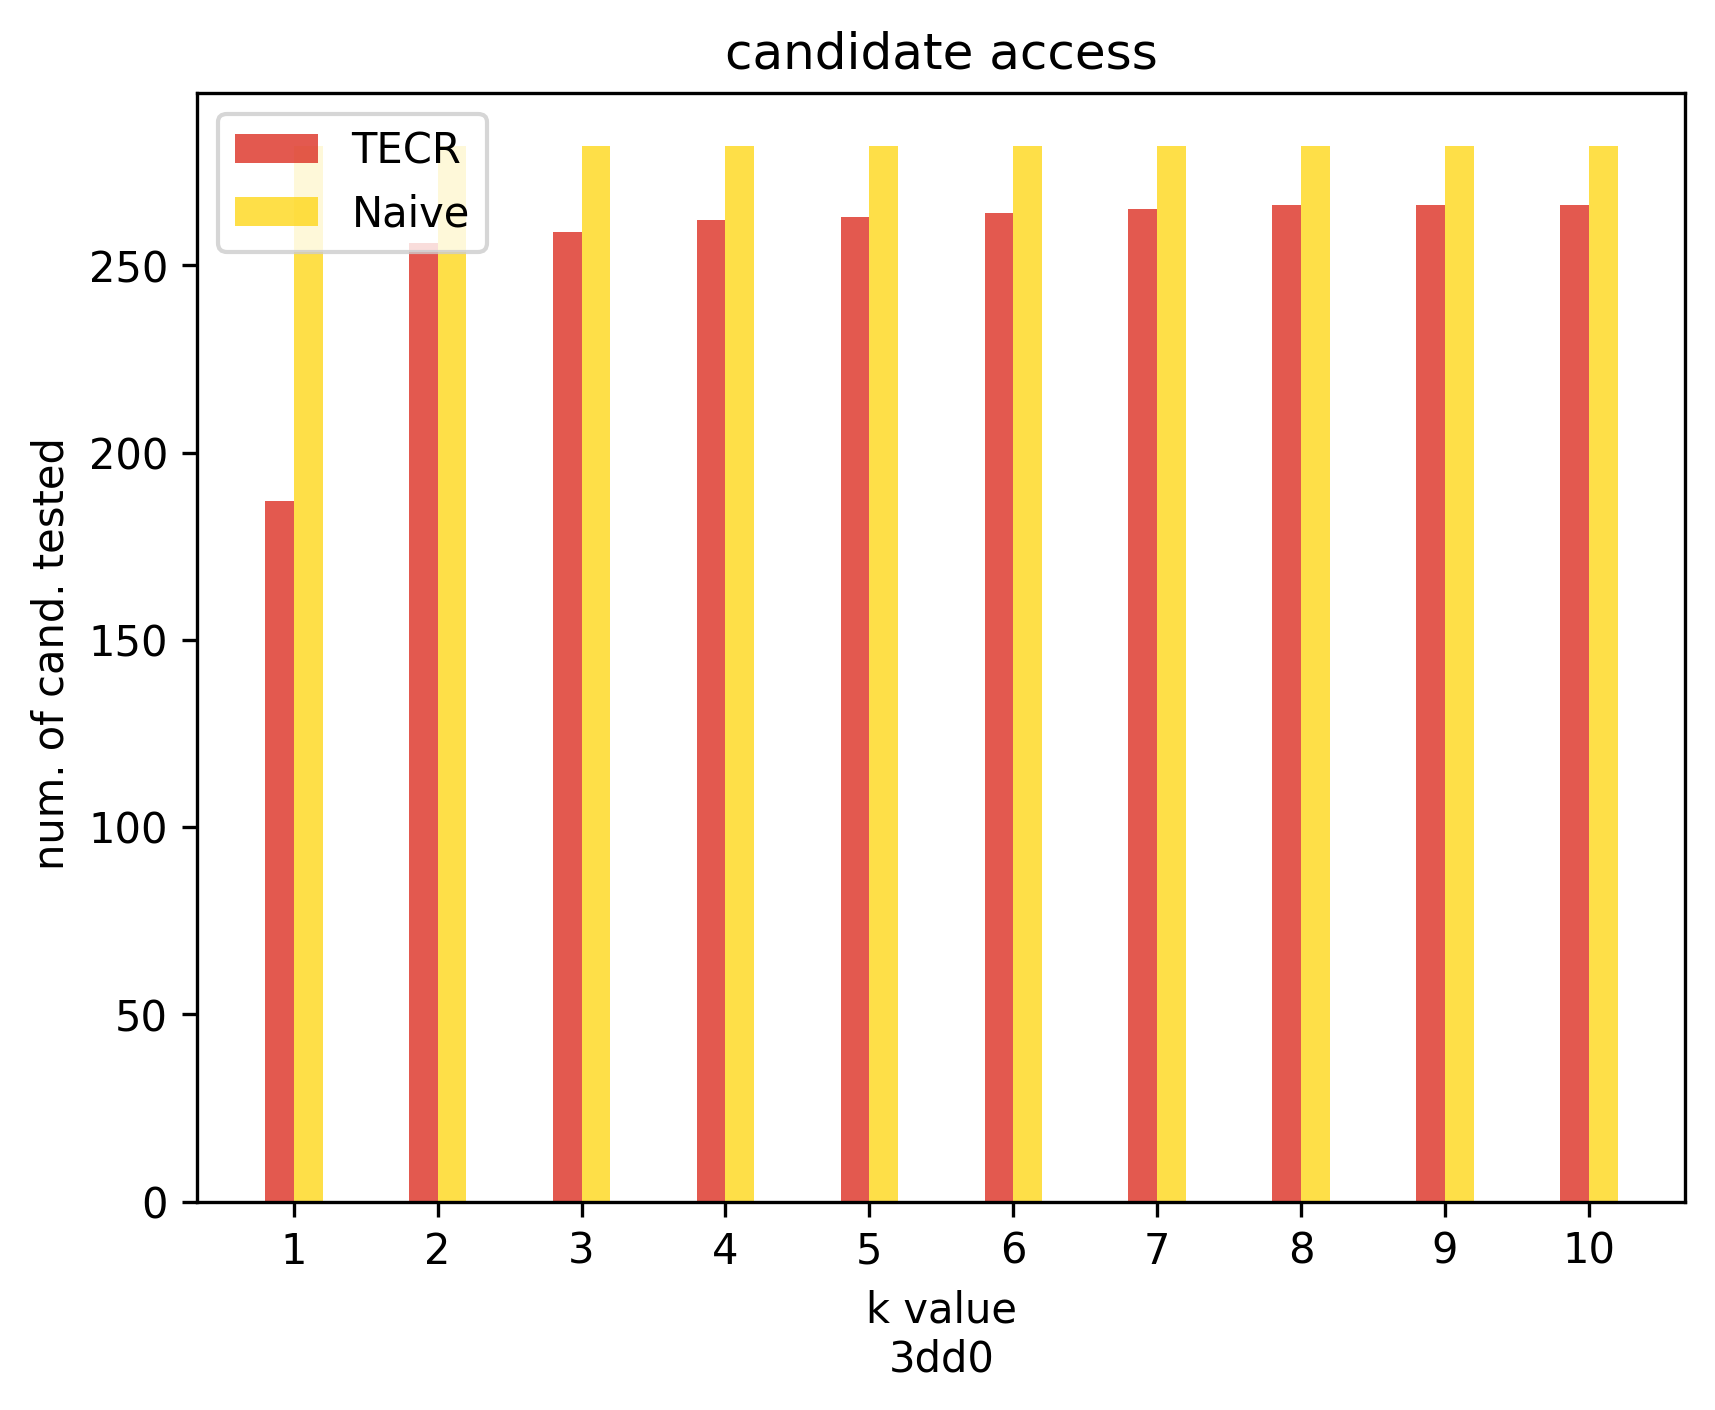 candidate access
TECR
Naive
num. of cand. tested
250
200
150
100
50
0
1 2 3 4 5 6 7 8 9 10
k value
3dd0